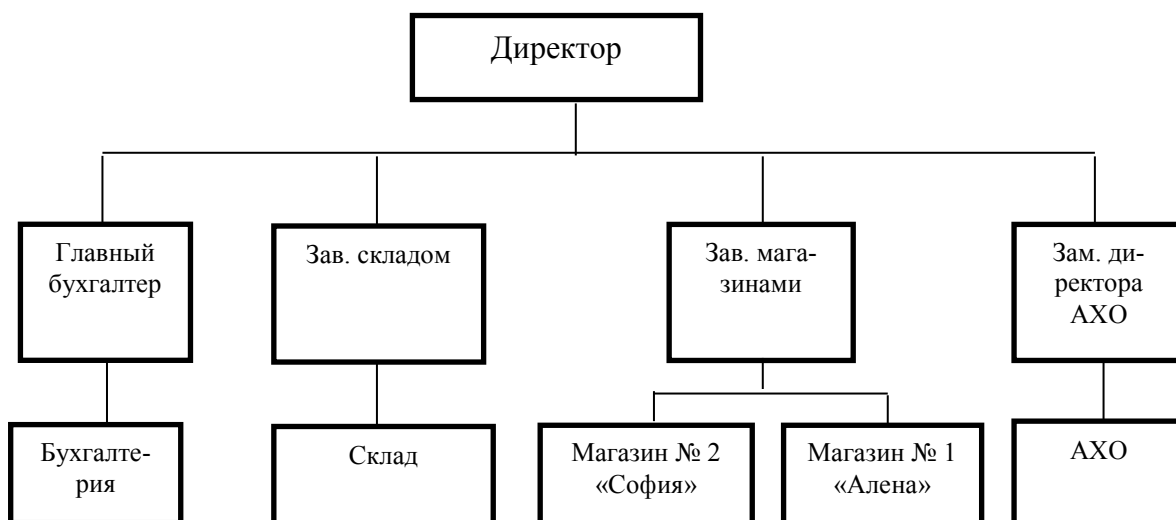 Директор
Главный
бухгалтер
Зав. складом
Зав. мага-
зинами
Зам. ди-
ректора
АХО
Бухгалте-
рия
Склад
Магазин № 2
«София»
Магазин № 1
«Алена»
АХО